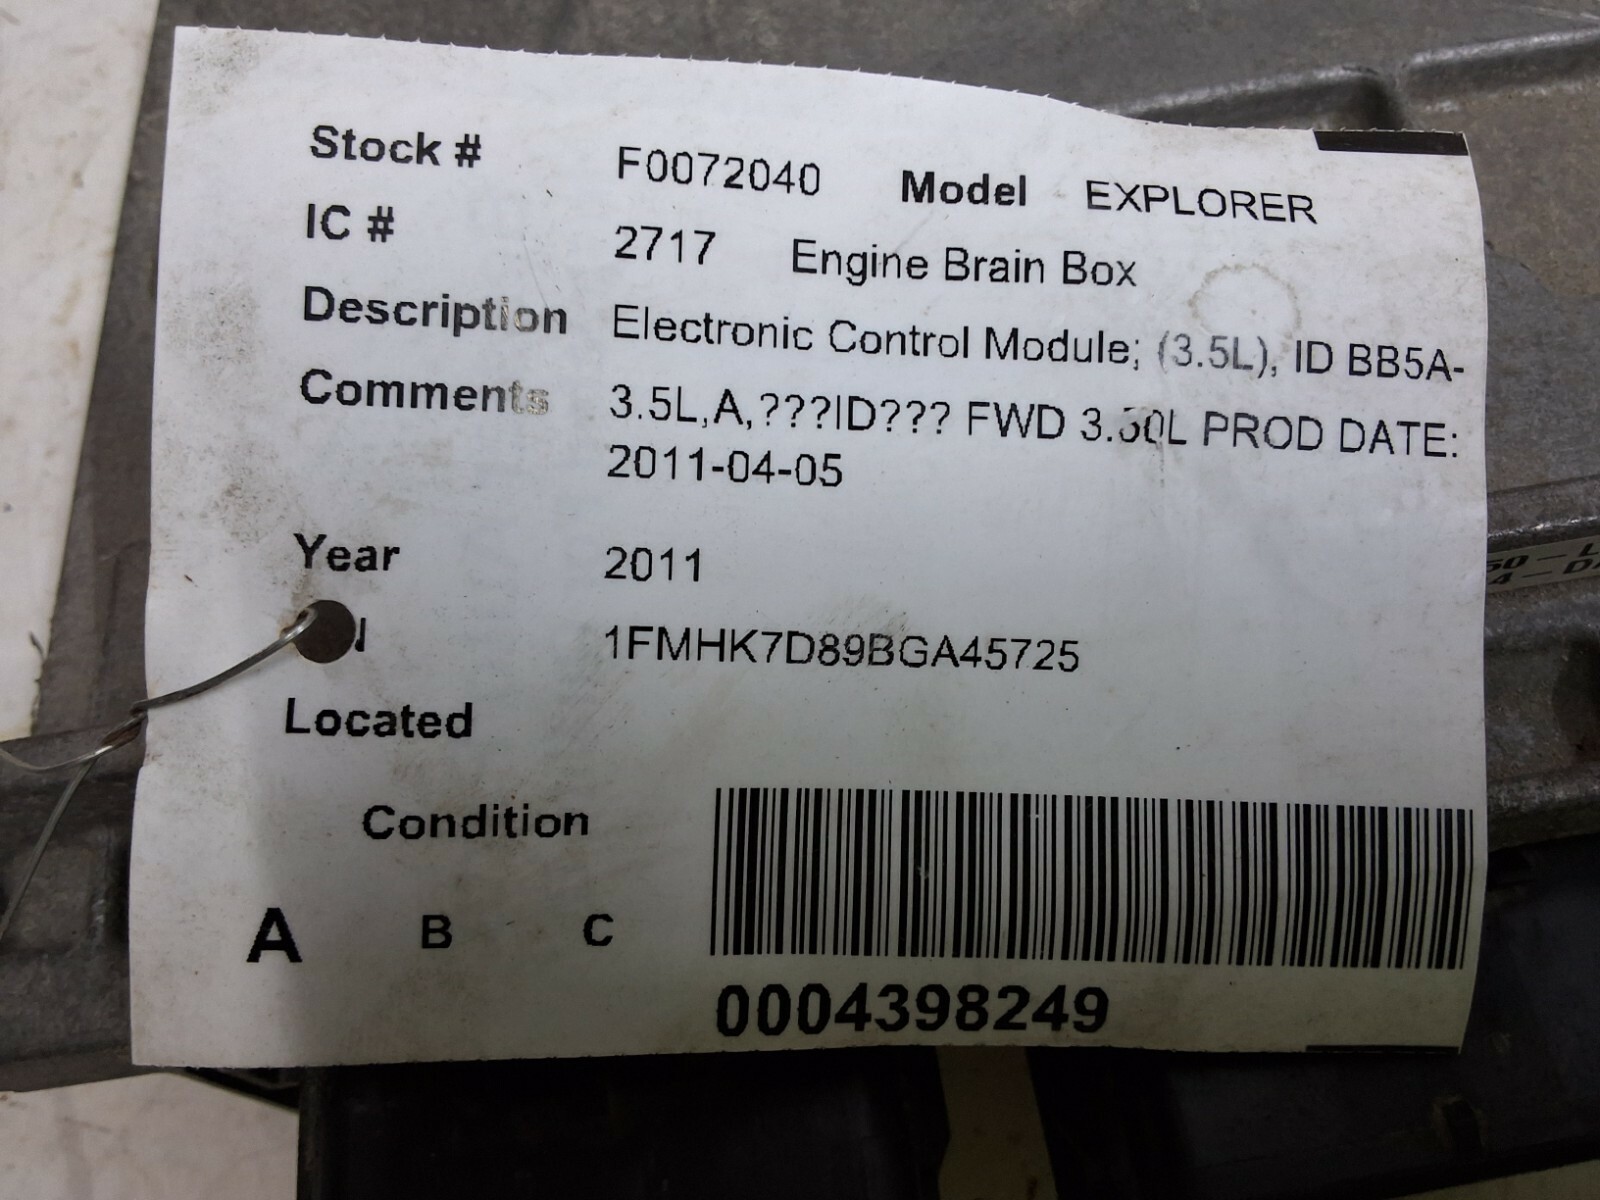 Stock # F0072040 Model EXPLORER
IC # 2717 Engine Brain Box
Description Electronic Control Module; (3.5L), ID BB5A-
Comments 3.5L,A,???ID??? FWD 3.50L PROD DATE:
2011-04-05
Year 2011
1FMHK7D89BGA45725
Located
Condition
A B C
0004398249